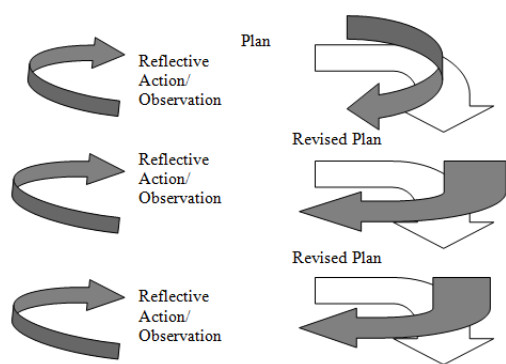 Plan
Reflective
Action/
Observation
Revised Plan
Reflective
Action/
Observation
Revised Plan
Reflective
Action/
Observation